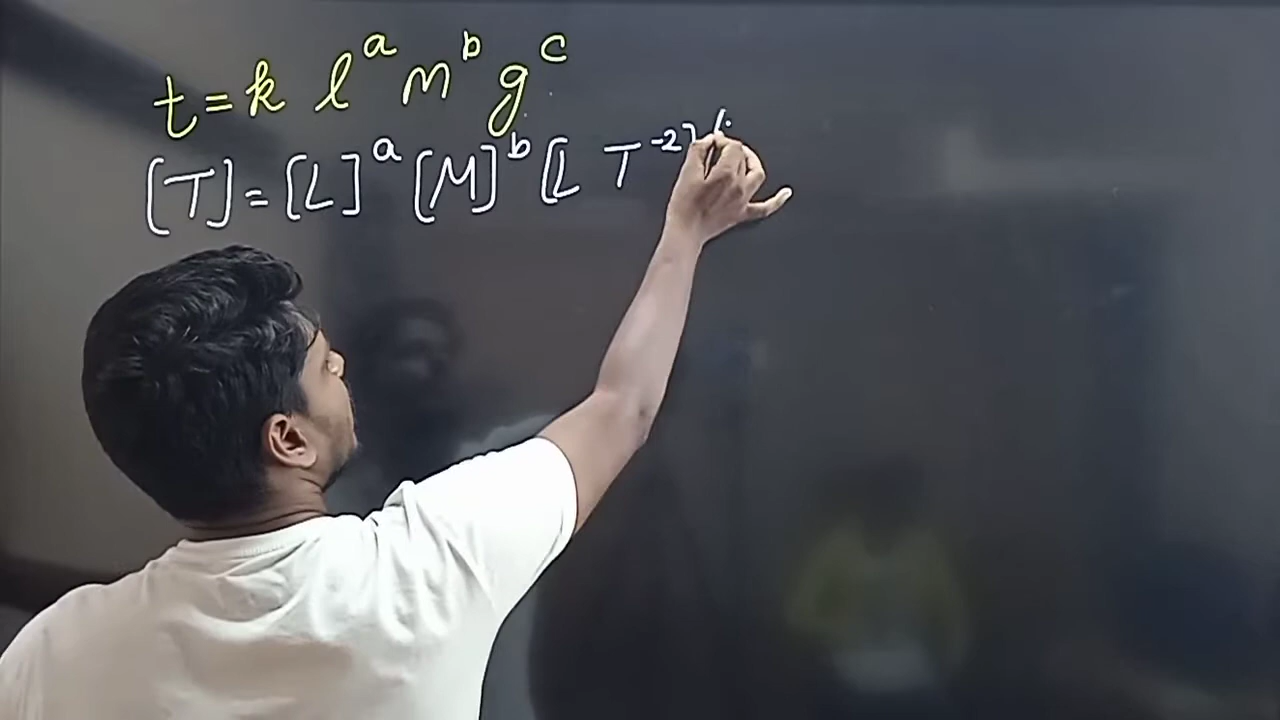 t = k l^a m^b g^c
[T] = [L]^a [M]^b [L T^-2]